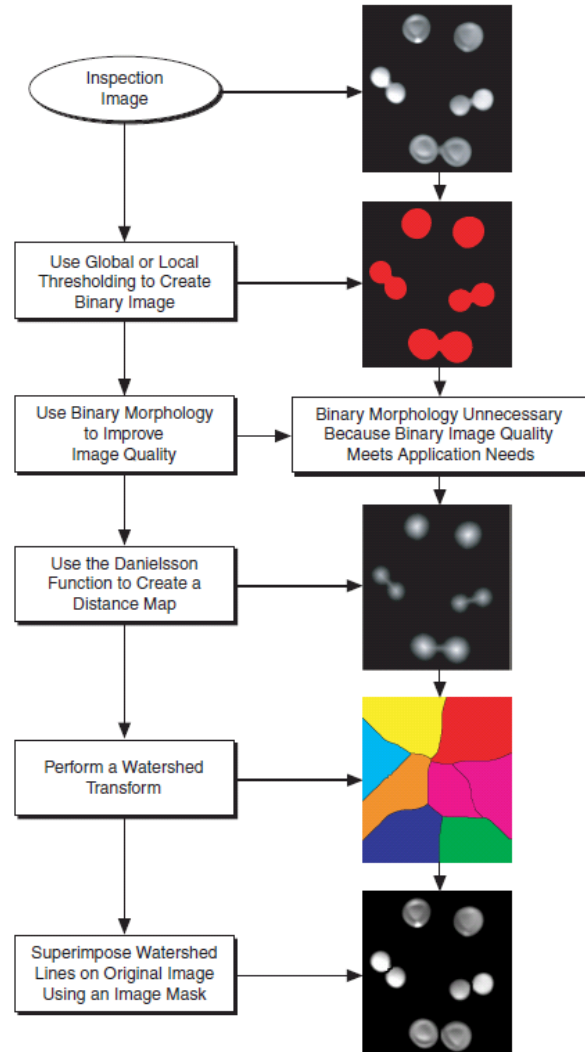 Inspection
Image
Use Global or Local
Thresholding to Create
Binary Image
Use Binary Morphology
to Improve
Image Quality
Binary Morphology Unnecessary
Because Binary Image Quality
Meets Application Needs
Use the Danielsson
Function to Create a
Distance Map
Perform a Watershed
Transform
Superimpose Watershed
Lines on Original Image
Using an Image Mask